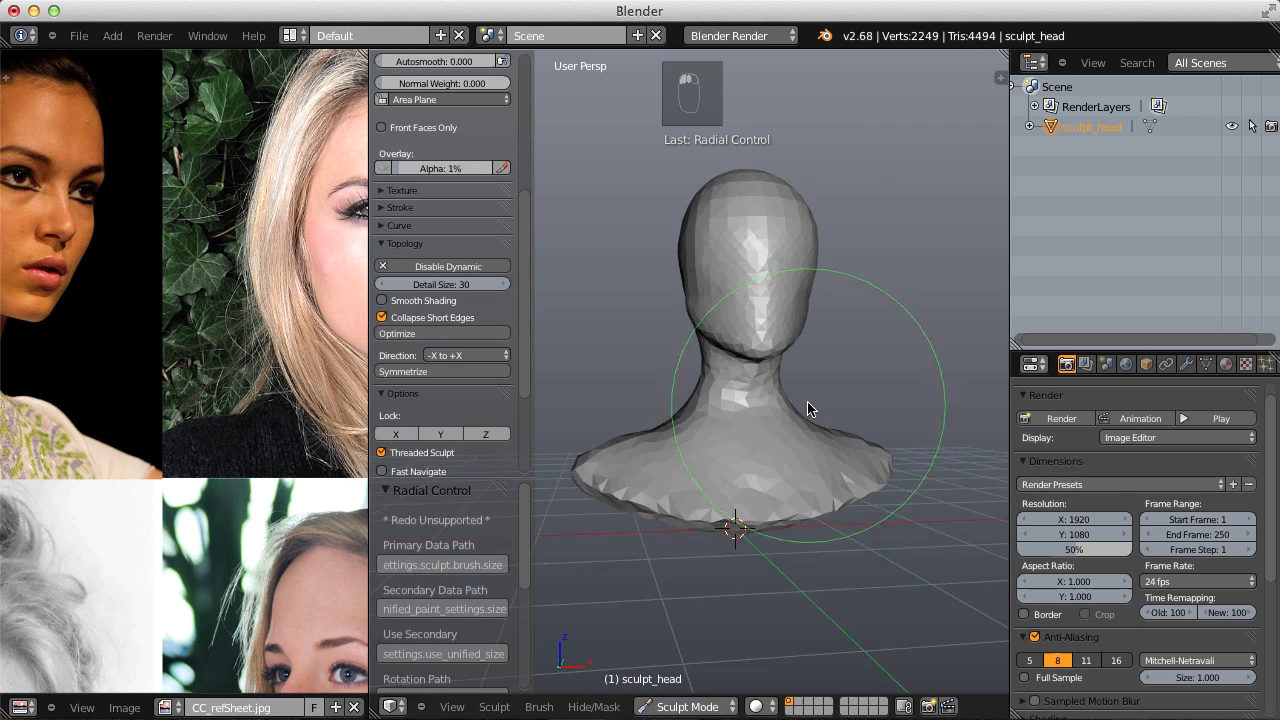 Blender
File Add Render Window Help Default Scene Blender Render v2.68 | Verts:2249 | Tris:4494 | sculpt_head
Autosmooth: 0.000
Normal Weight: 0.000
Area Plane
Front Faces Only
Overlay:
Alpha: 1%
Texture
Stroke
Curve
Topology
Disable Dynamic
Detail Size: 30
Smooth Shading
Collapse Short Edges
Optimize
Direction: -X to +X
Symmetrize
Options
Lock:
X Y Z
Threaded Sculpt
Fast Navigate
Radial Control
* Redo Unsupported *
Primary Data Path
ettings.sculpt.brush.size
Secondary Data Path
nified_paint_settings.size
Use Secondary
settings.use_unified_size
Rotation Path
User Persp
Last: Radial Control
Z
X
(1) sculpt_head
View Search All Scenes
Scene
RenderLayers |
sculpt_head |
Render
Render Animation Play
Display: Image Editor
Dimensions
Render Presets
Resolution: Frame Range:
X: 1920 Start Frame: 1
Y: 1080 End Frame: 250
50% Frame Step: 1
Aspect Ratio: Frame Rate:
X: 1.000 24 fps
Y: 1.000 Time Remapping:
Border Crop Old: 100 New: 100
Anti-Aliasing
5 8 11 16 Mitchell-Netravali
Full Sample Size: 1.000
Sampled Motion Blur
View Image CC_refSheet.jpg F View Sculpt Brush Hide/Mask Sculpt Mode